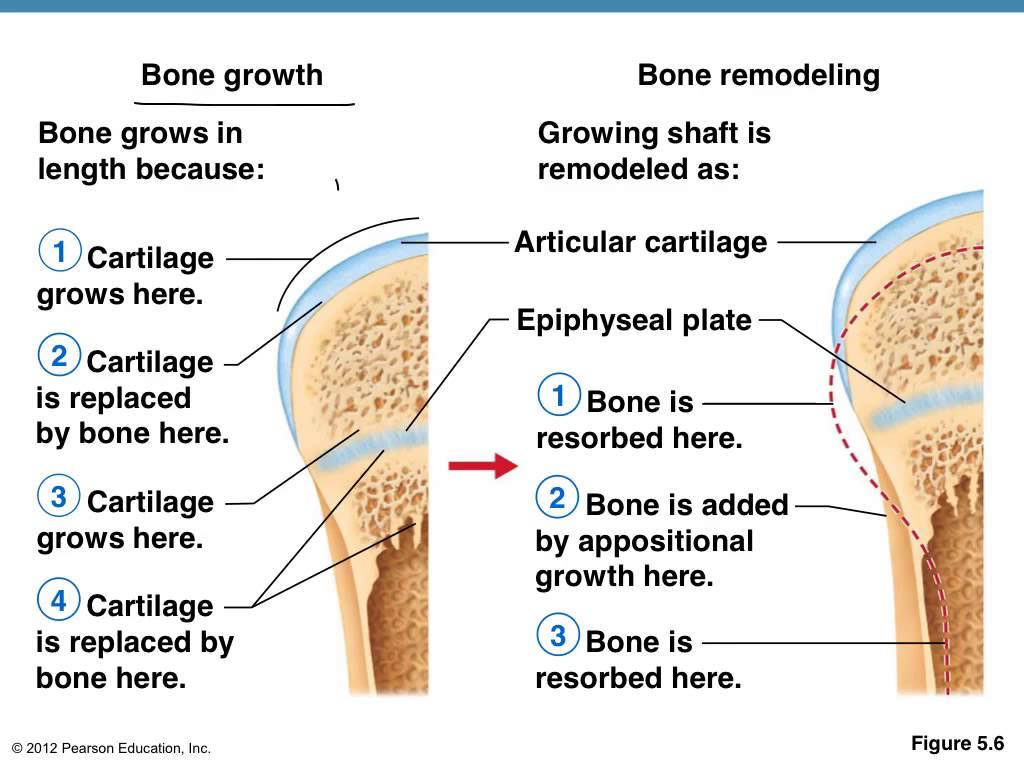 Bone growth
Bone grows in
length because:
1 Cartilage
grows here.
2 Cartilage
is replaced
by bone here.
3 Cartilage
grows here.
4 Cartilage
is replaced by
bone here.
Bone remodeling
Growing shaft is
remodeled as:
Articular cartilage
Epiphyseal plate
1 Bone is
resorbed here.
2 Bone is added
by appositional
growth here.
3 Bone is
resorbed here.
© 2012 Pearson Education, Inc.
Figure 5.6